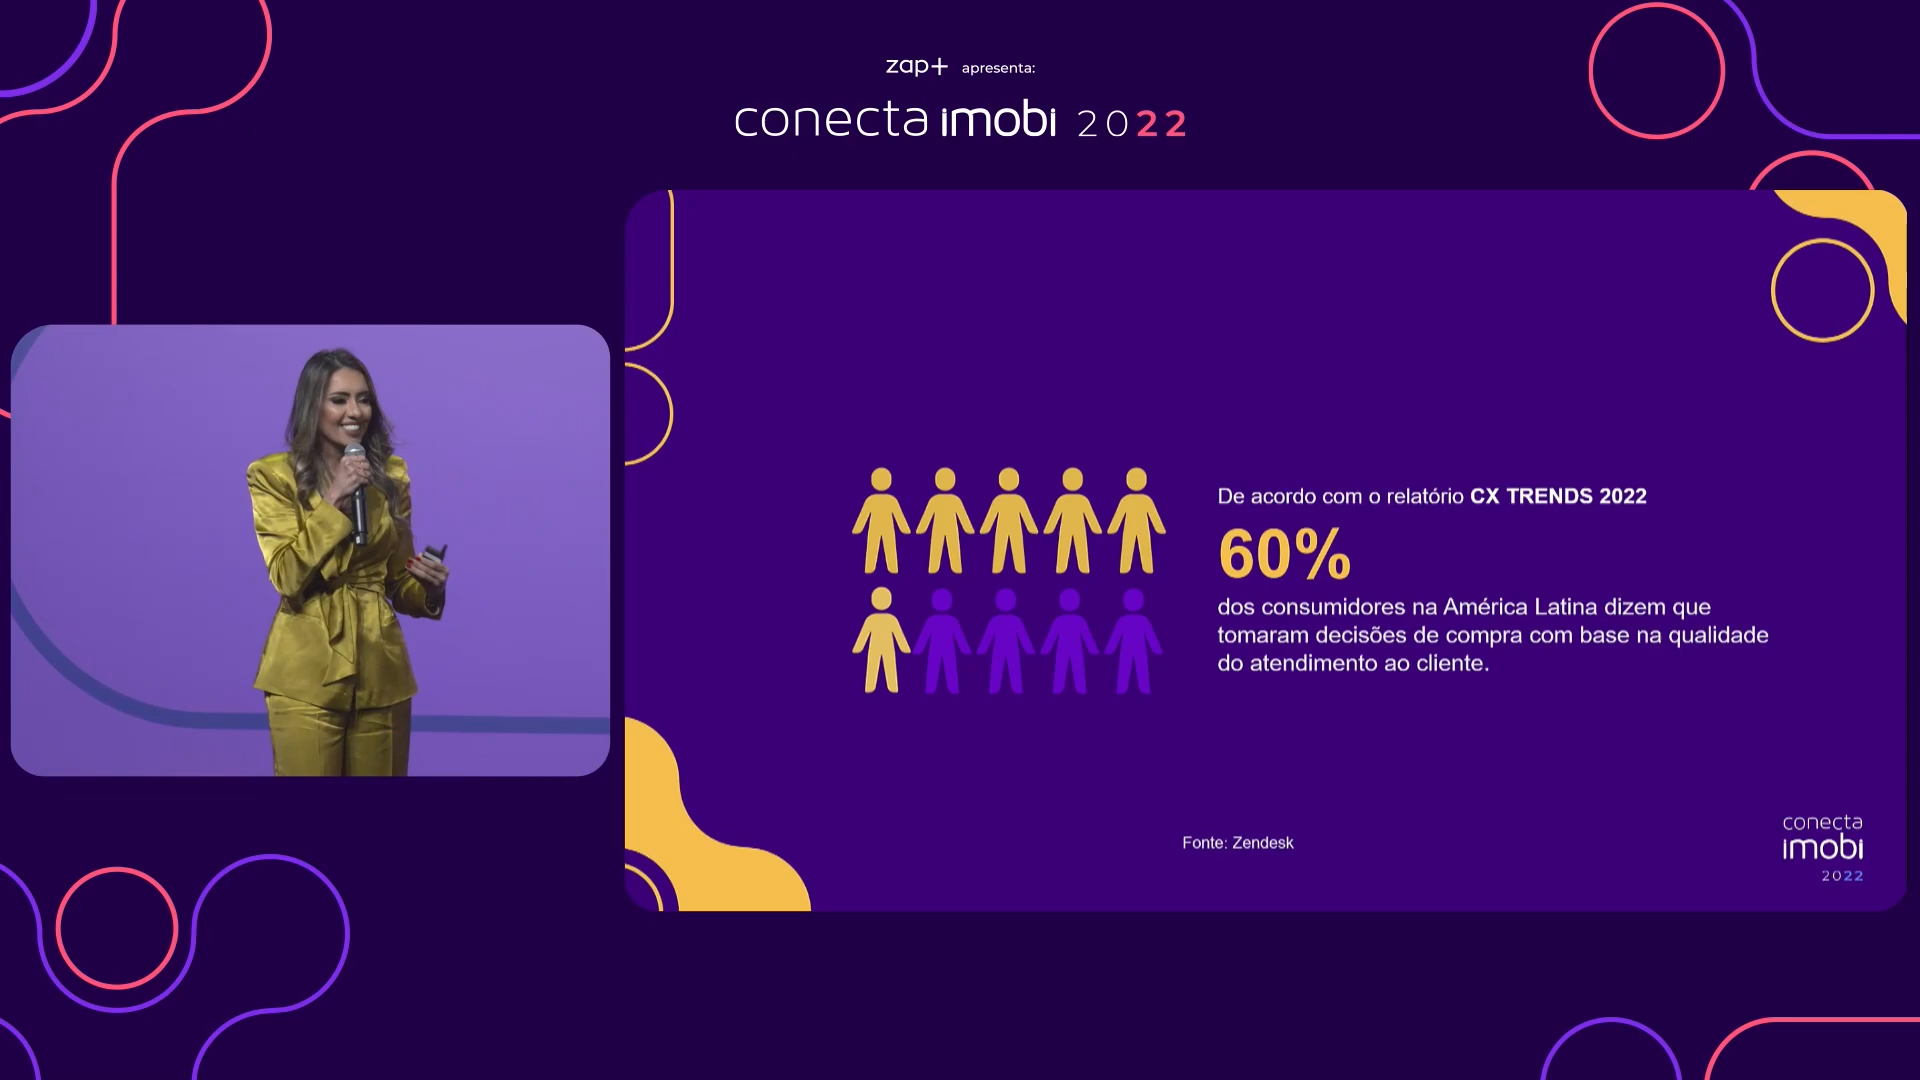 zap+ apresenta:
conecta imobi 2022
De acordo com o relatório CX TRENDS 2022
60%
dos consumidores na América Latina dizem que
tomaram decisões de compra com base na qualidade
do atendimento ao cliente.
Fonte: Zendesk
conecta
imobi
2022